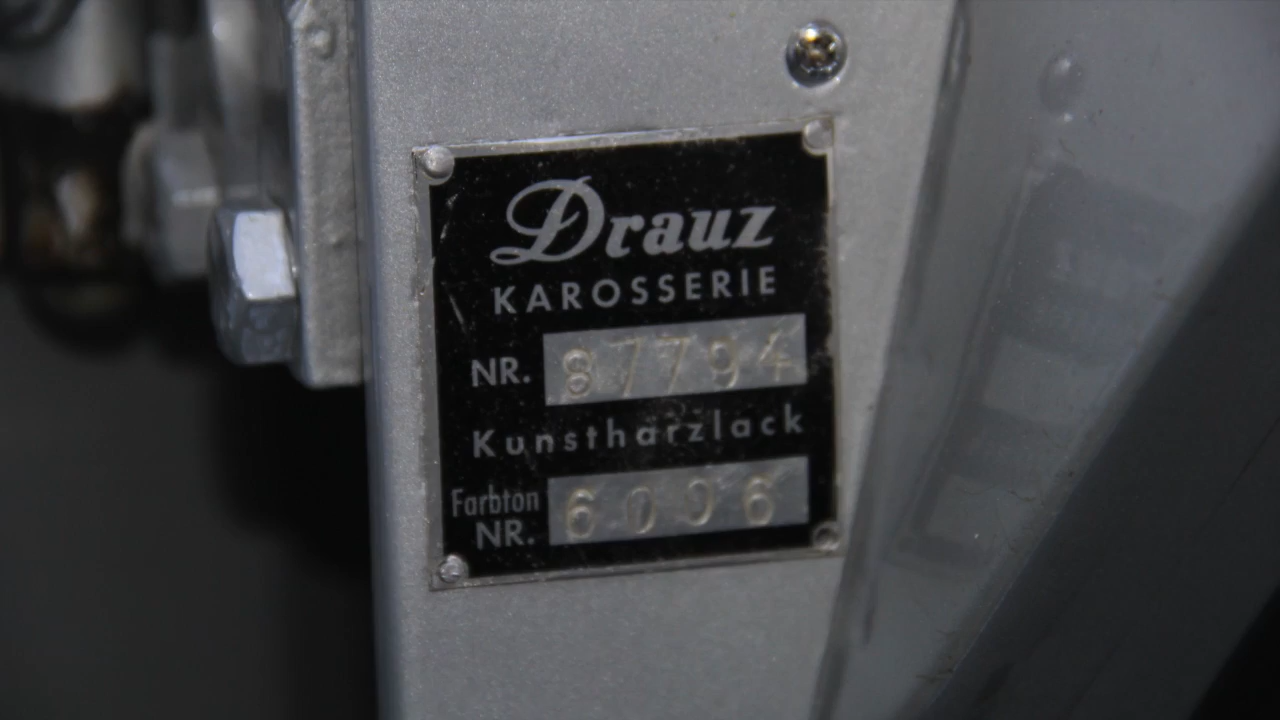 Drauz
KAROSSERIE
NR. 87794
Kunstharzlack
Farbton
NR. 6006